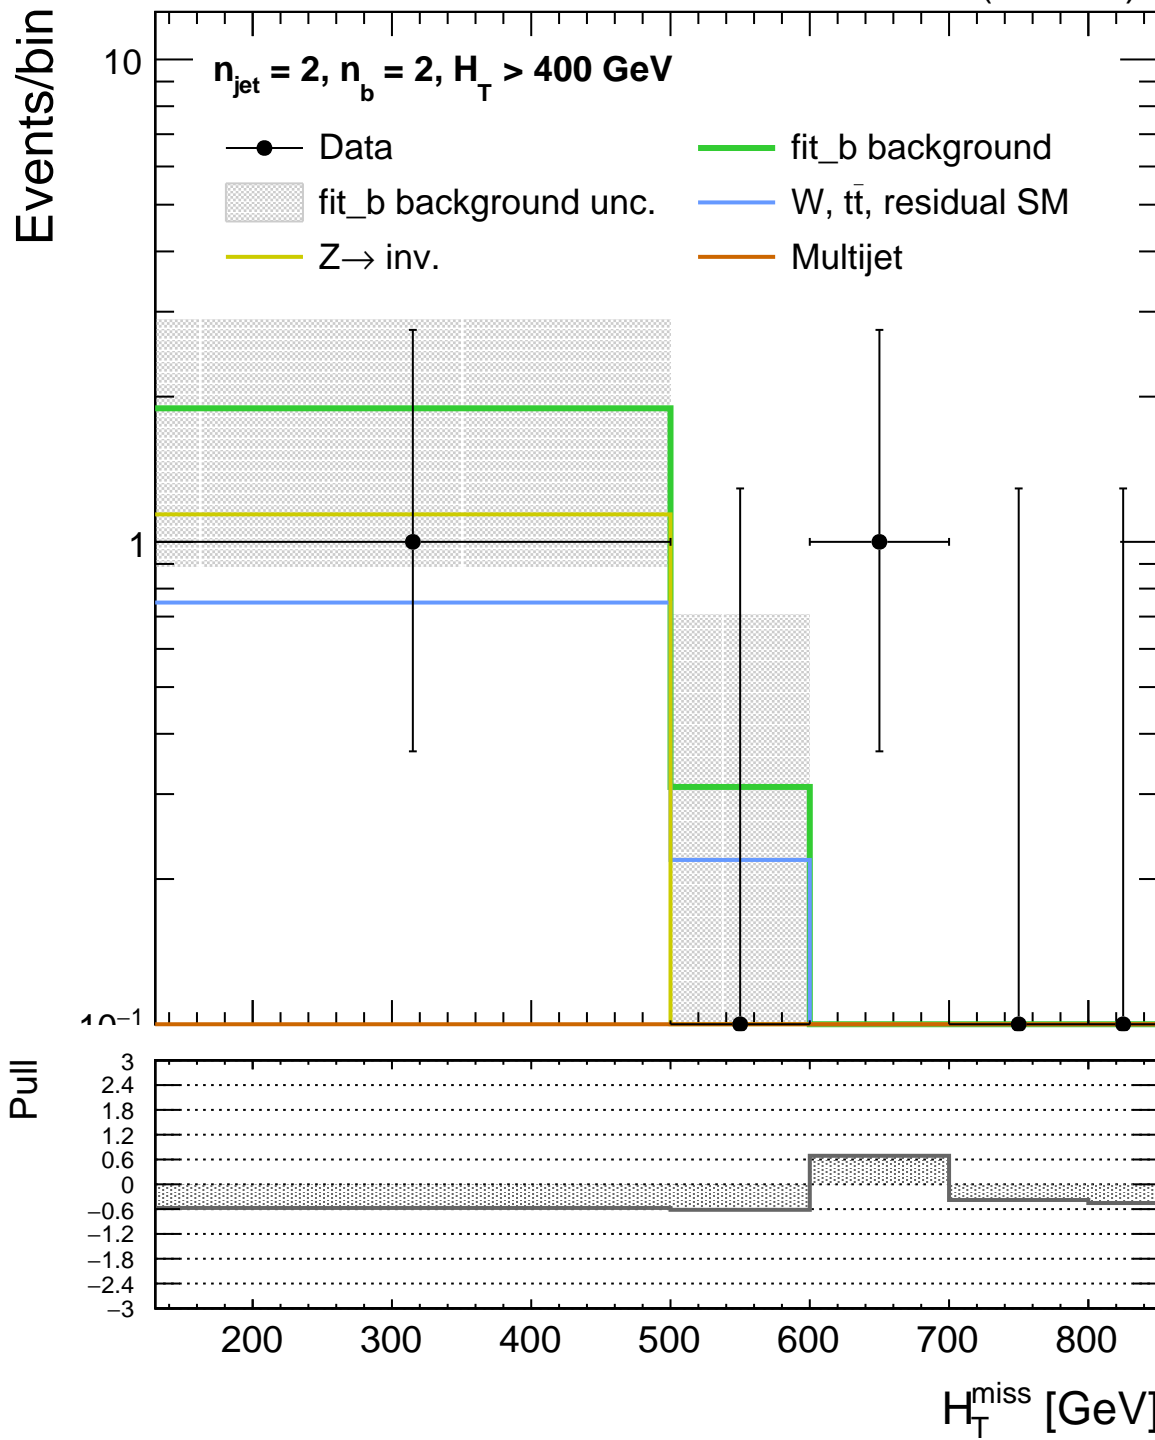 Events/bin
10
n_jet = 2, n_b = 2, H_T > 400 GeV
Data
fit_b background
fit_b background unc.
W, tt̄, residual SM
Z→ inv.
Multijet
1
10⁻¹
Pull
3
2.4
1.8
1.2
0.6
0
−0.6
−1.2
−1.8
−2.4
−3
200 300 400 500 600 700 800
H_T^miss [GeV]